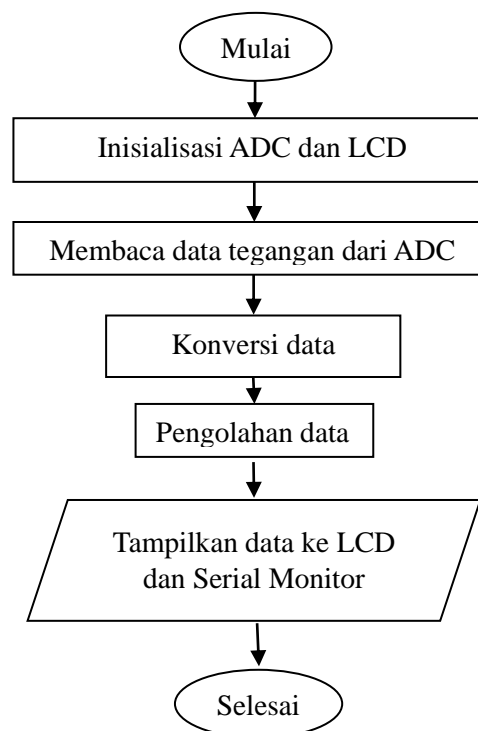 Mulai
Inisialisasi ADC dan LCD
Membaca data tegangan dari ADC
Konversi data
Pengolahan data
Tampilkan data ke LCD
dan Serial Monitor
Selesai